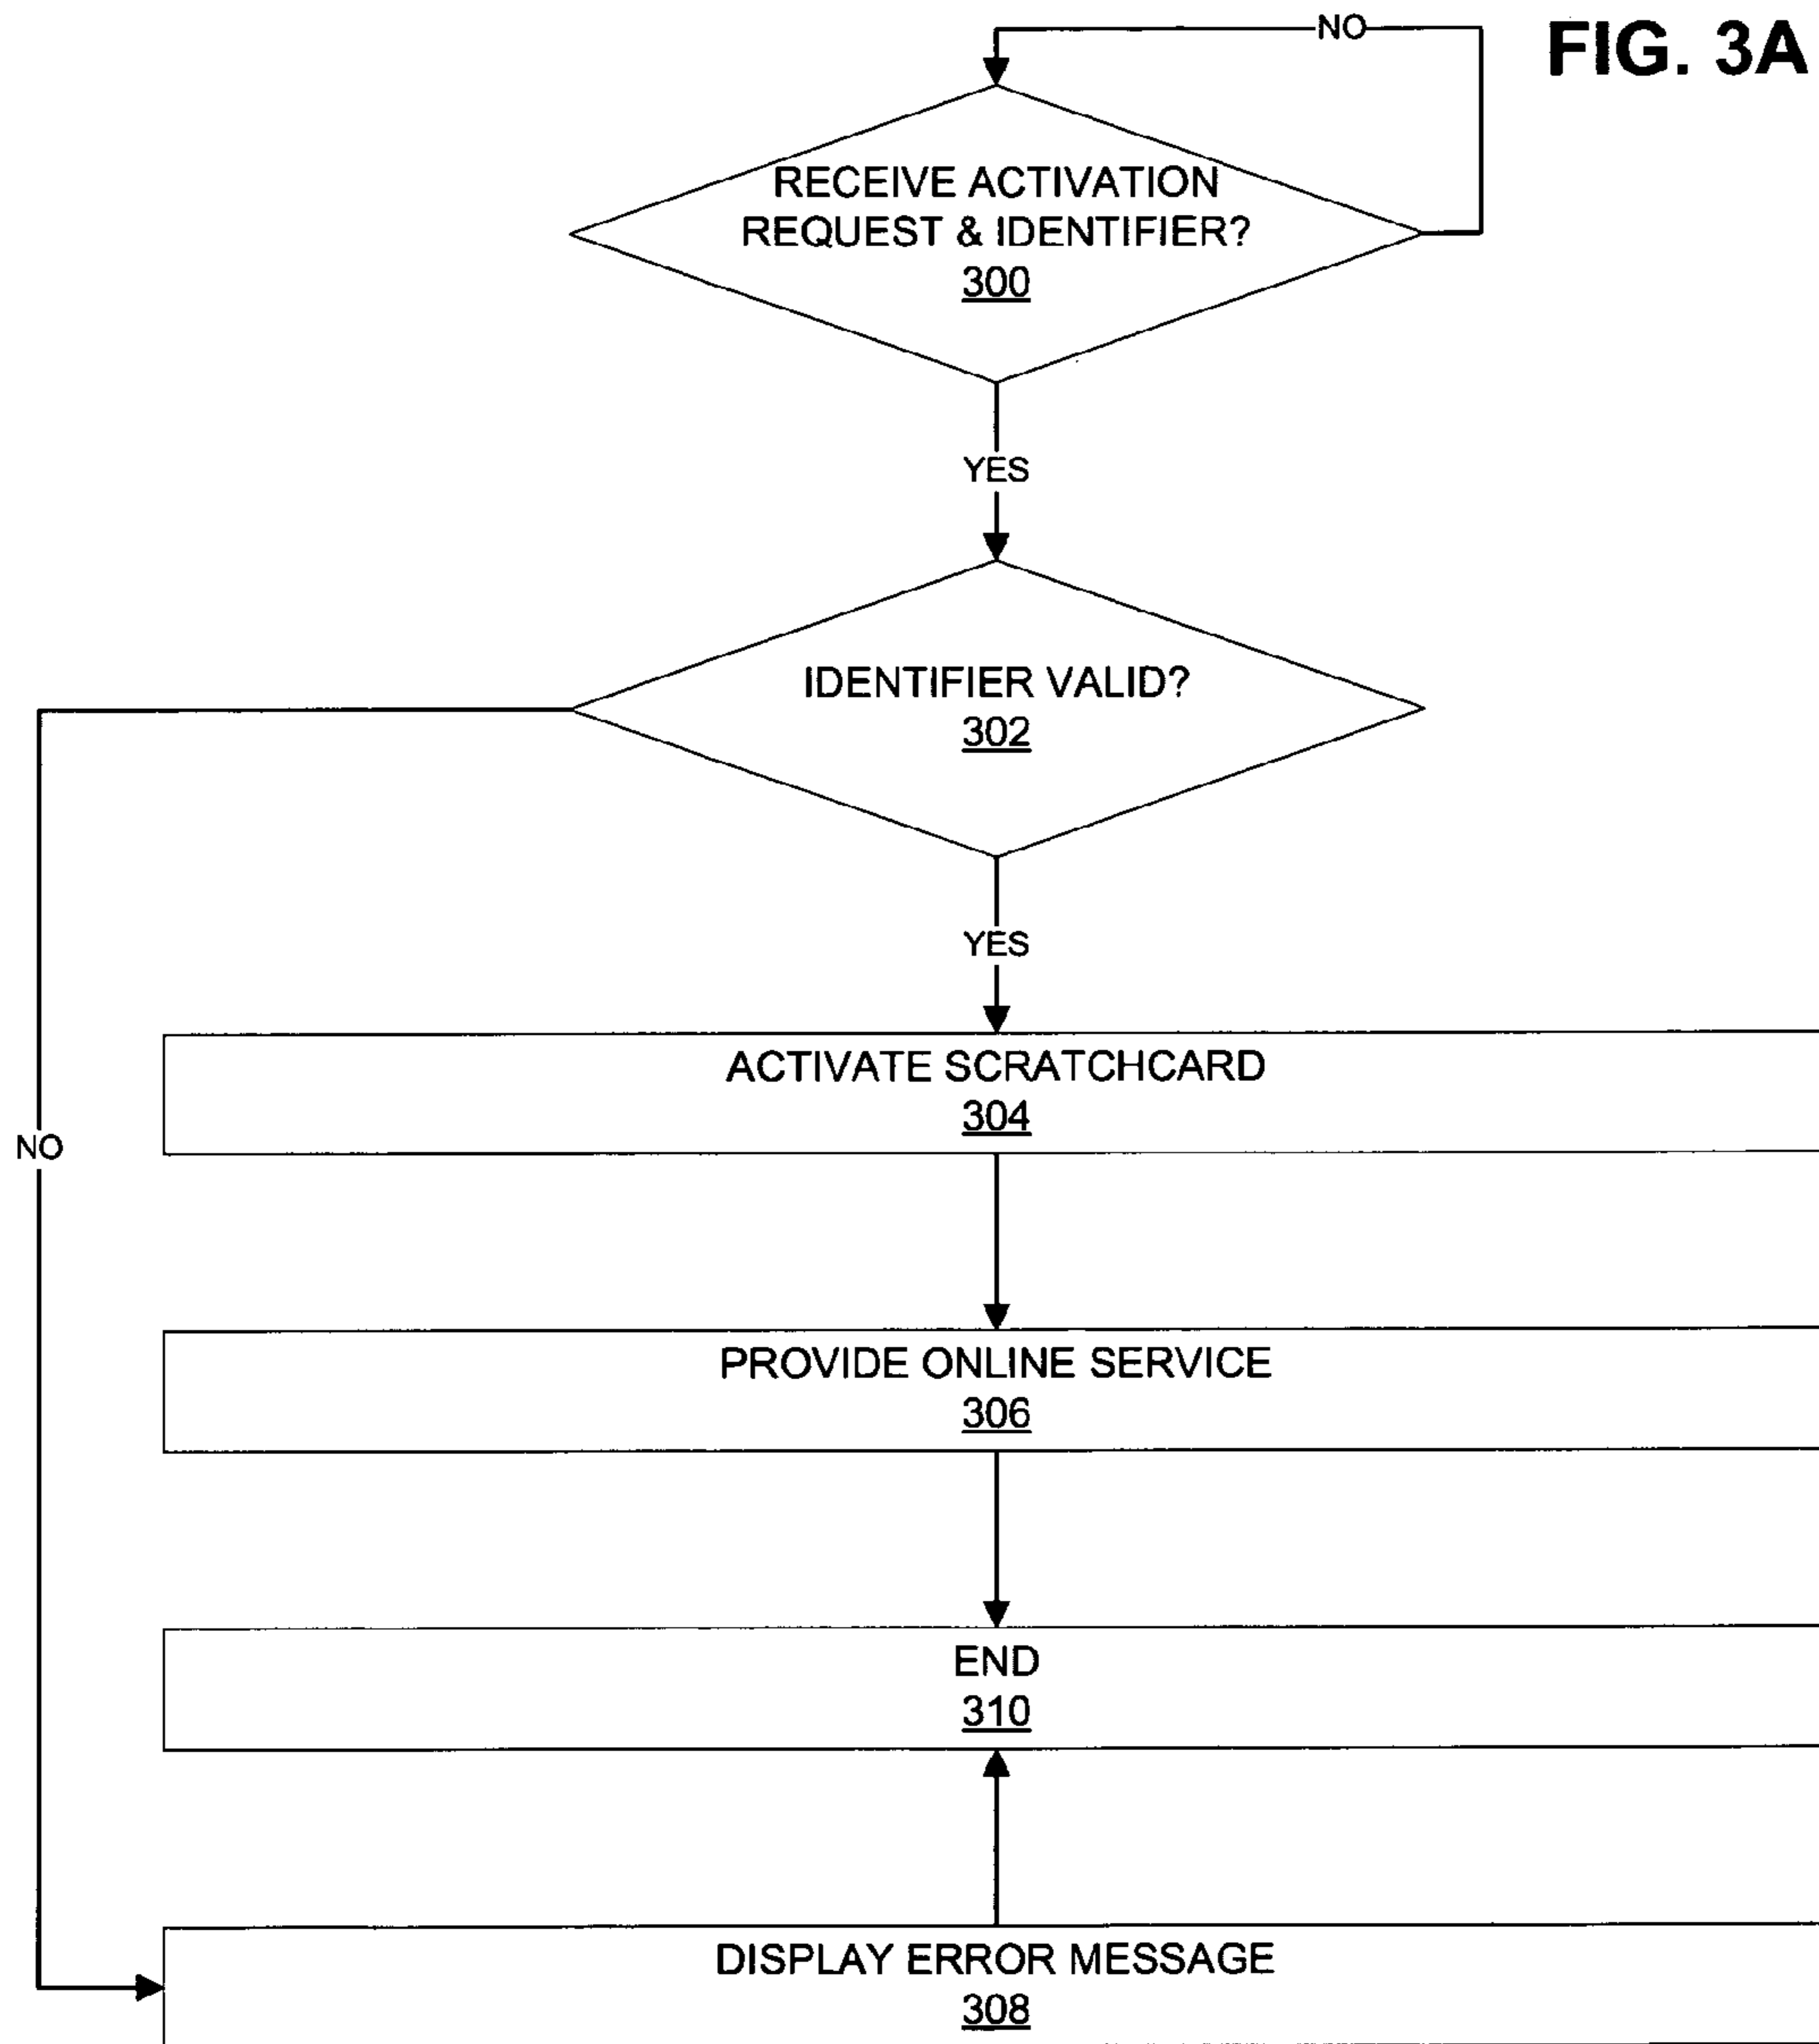 FIG. 3A
NO
RECEIVE ACTIVATION
REQUEST & IDENTIFIER?
300
YES
IDENTIFIER VALID?
302
YES
ACTIVATE SCRATCHCARD
304
NO
PROVIDE ONLINE SERVICE
306
END
310
DISPLAY ERROR MESSAGE
308